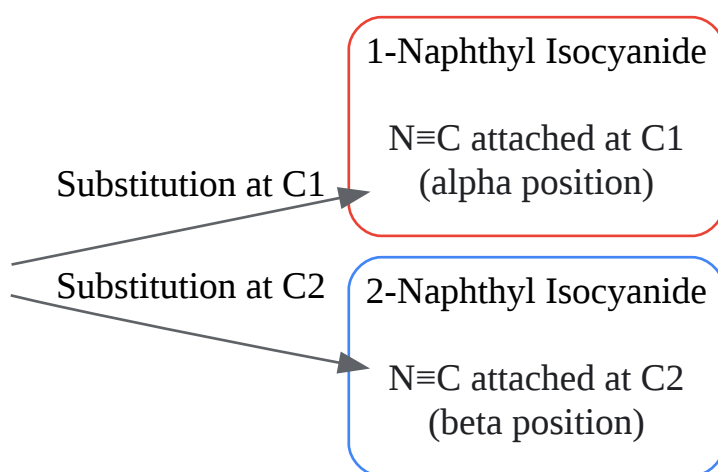 1-Naphthyl Isocyanide
N≡C attached at C1
(alpha position)
Substitution at C1
Substitution at C2
2-Naphthyl Isocyanide
N≡C attached at C2
(beta position)